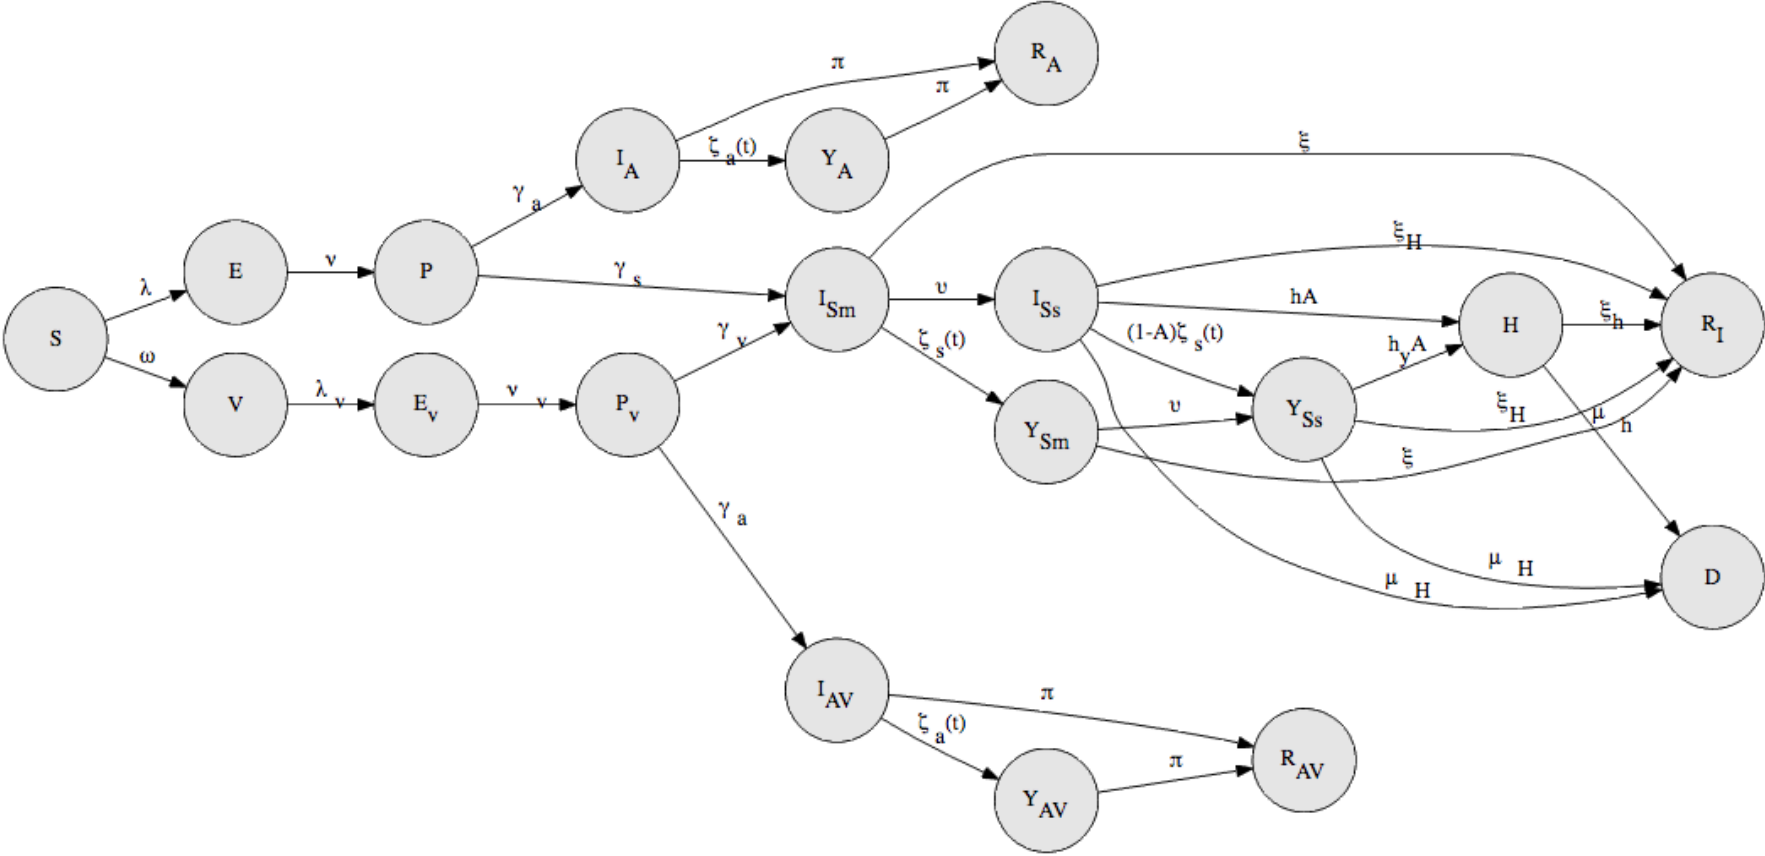 R_A
π
π
ξ
I_A
ζ_a(t)
Y_A
γ_a
ξ_H
E
ν
P
γ_s
I_Sm
υ
I_Ss
hA
H
ξ_h
R_I
λ
S
(1-A)ζ_s(t)
γ_v
ζ_s(t)
h_yA
ω
V
λ_v
E_v
ν_v
P_v
Y_Sm
υ
Y_Ss
ξ_H
μ_h
ξ
γ_a
μ_H
μ_H
D
I_AV
π
ζ_a(t)
π
R_AV
Y_AV